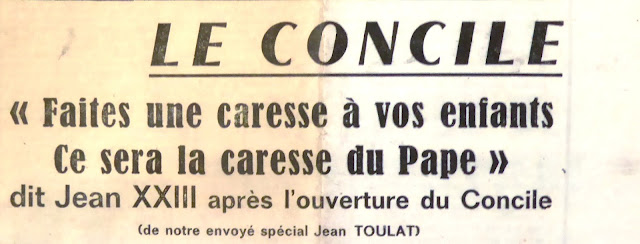 LE CONCILE
« Faites une caresse à vos enfants
Ce sera la caresse du Pape »
dit Jean XXIII après l'ouverture du Concile
(de notre envoyé spécial Jean TOULAT)